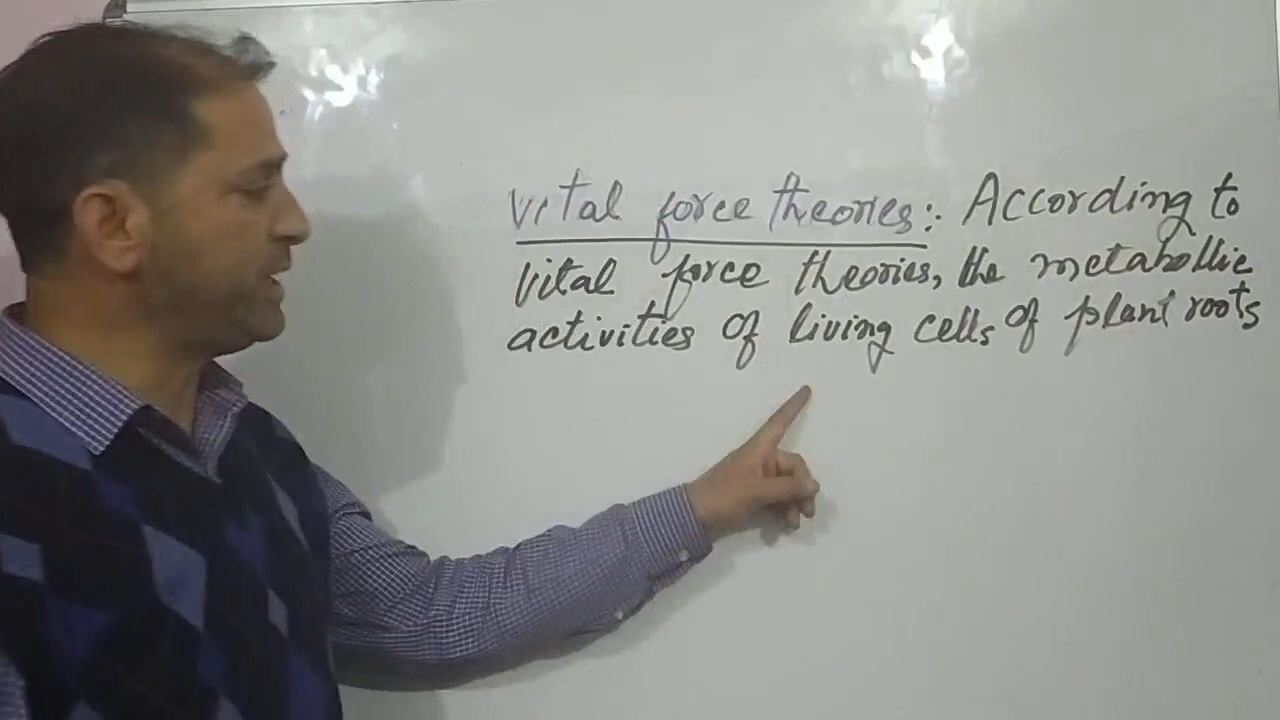 Vital force theories:. According to
Vital force theories, the metabollic
activities of living cells of plant roots